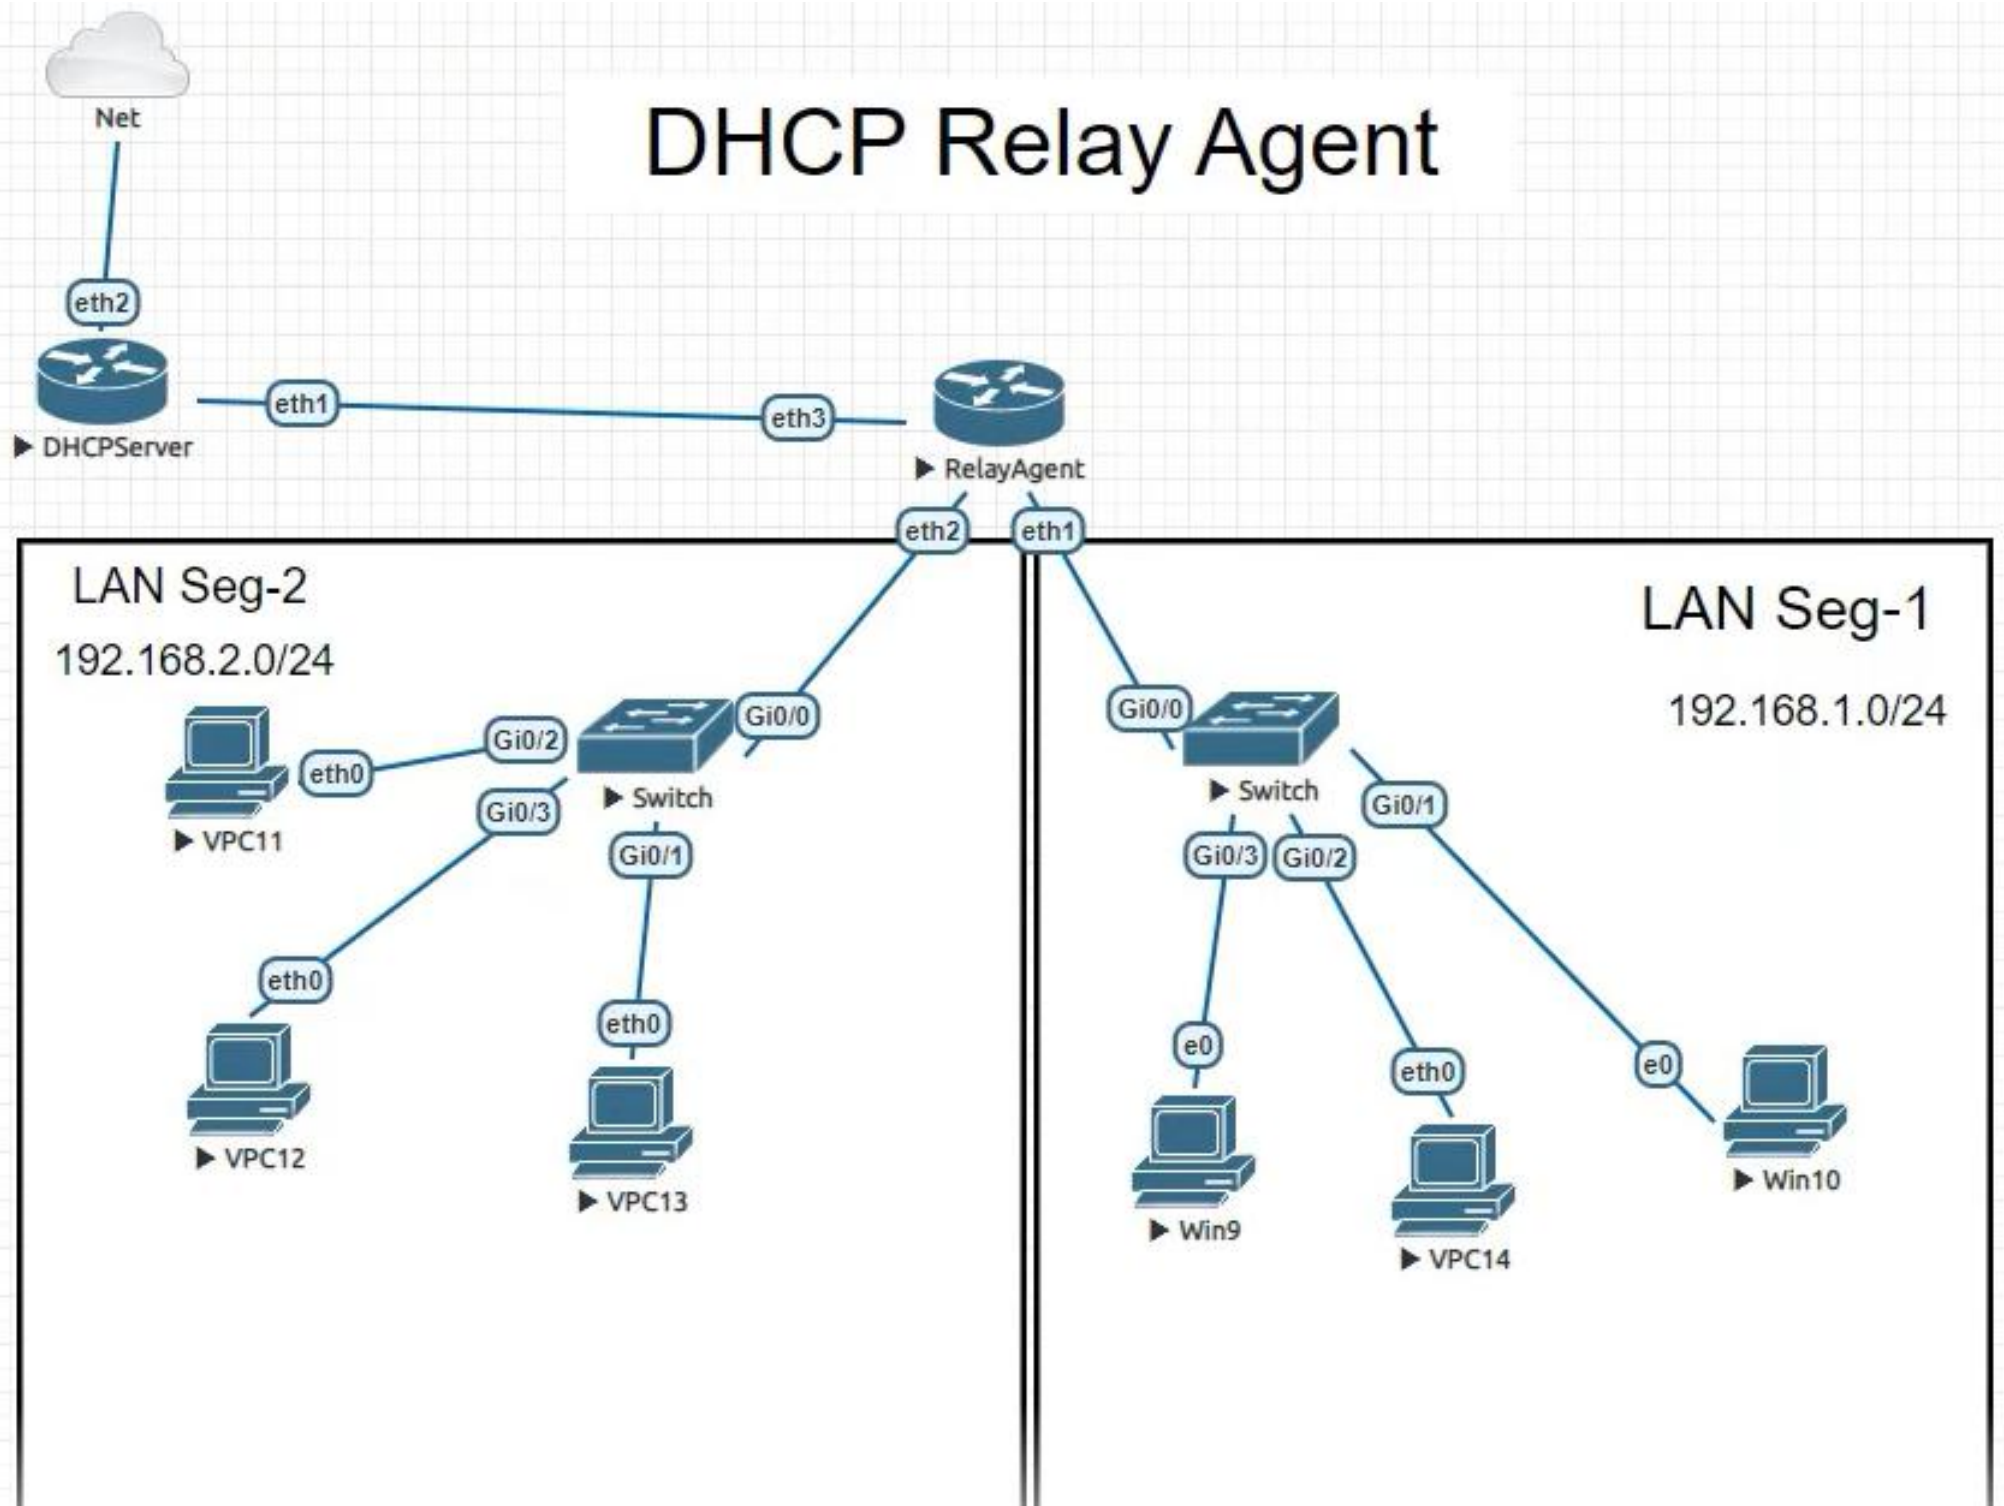 Net
DHCP Relay Agent
eth2
eth1
eth3
DHCPServer
RelayAgent
eth2
eth1
LAN Seg-2
192.168.2.0/24
LAN Seg-1
192.168.1.0/24
Gi0/0
Gi0/2
eth0
Gi0/3
Switch
Gi0/1
VPC11
eth0
eth0
VPC12
VPC13
Gi0/0
Switch
Gi0/1
Gi0/3
Gi0/2
e0
eth0
e0
Win10
Win9
VPC14